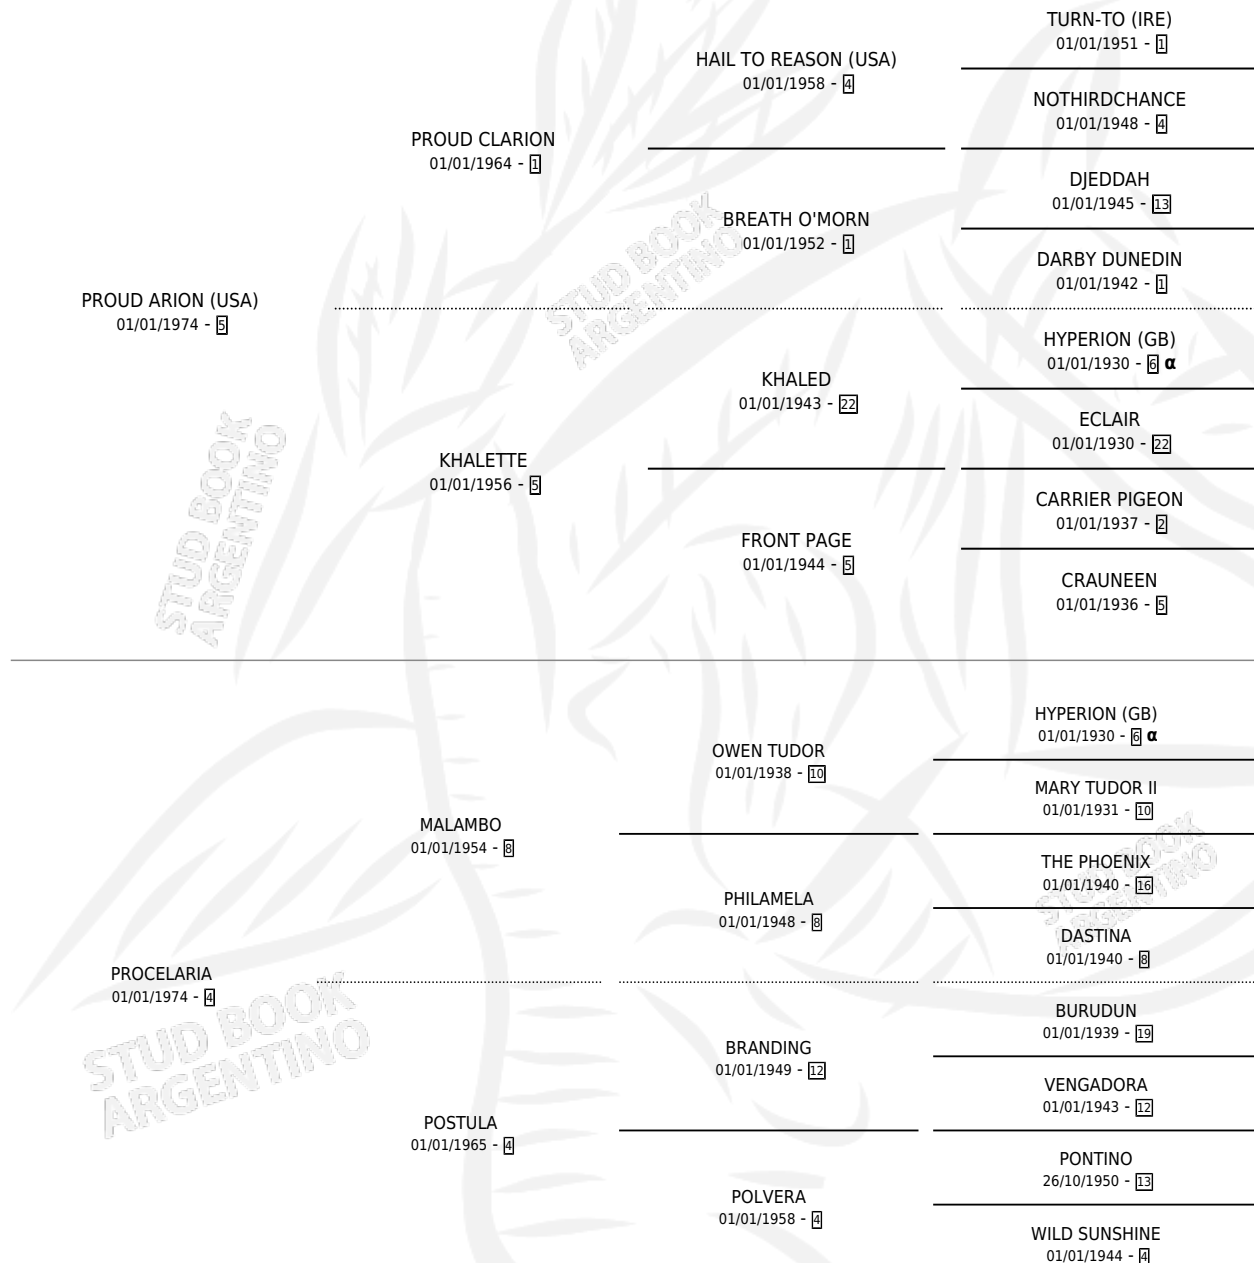 TURN-TO (IRE)
01/01/1951 - 1
HAIL TO REASON (USA)
01/01/1958 - 4
NOTHIRDCHANCE
01/01/1948 - 4
PROUD CLARION
01/01/1964 - 1
DJEDDAH
01/01/1945 - 13
BREATH O'MORN
01/01/1952 - 1
DARBY DUNEDIN
01/01/1942 - 1
PROUD ARION (USA)
01/01/1974 - 5
HYPERION (GB)
01/01/1930 - 6 α
KHALED
01/01/1943 - 22
ECLAIR
01/01/1930 - 22
KHALETTE
01/01/1956 - 5
CARRIER PIGEON
01/01/1937 - 2
FRONT PAGE
01/01/1944 - 5
CRAUNEEN
01/01/1936 - 5
HYPERION (GB)
01/01/1930 - 6 α
OWEN TUDOR
01/01/1938 - 10
MARY TUDOR II
01/01/1931 - 10
MALAMBO
01/01/1954 - 8
THE PHOENIX
01/01/1940 - 16
PHILAMELA
01/01/1948 - 8
DASTINA
01/01/1940 - 8
PROCELARIA
01/01/1974 - 4
BURUDUN
01/01/1939 - 19
BRANDING
01/01/1949 - 12
VENGADORA
01/01/1943 - 12
POSTULA
01/01/1965 - 4
PONTINO
26/10/1950 - 13
POLVERA
01/01/1958 - 4
WILD SUNSHINE
01/01/1944 - 4
STUD BOOK
ARGENTINO
STUD BOOK
ARGENTINO
STUD BOOK
ARGENTINO
STUD BOOK
ARGENTINO